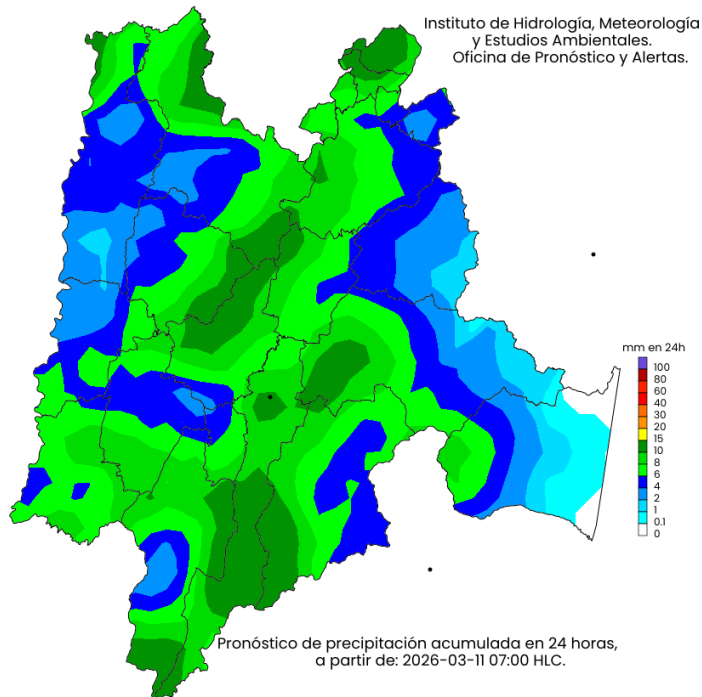 Instituto de Hidrología, Meteorología
y Estudios Ambientales.
Oficina de Pronóstico y Alertas.
mm en 24h
100
80
60
40
30
20
15
10
8
6
4
2
1
0.1
0
Pronóstico de precipitación acumulada en 24 horas,
a partir de: 2026-03-11 07:00 HLC.